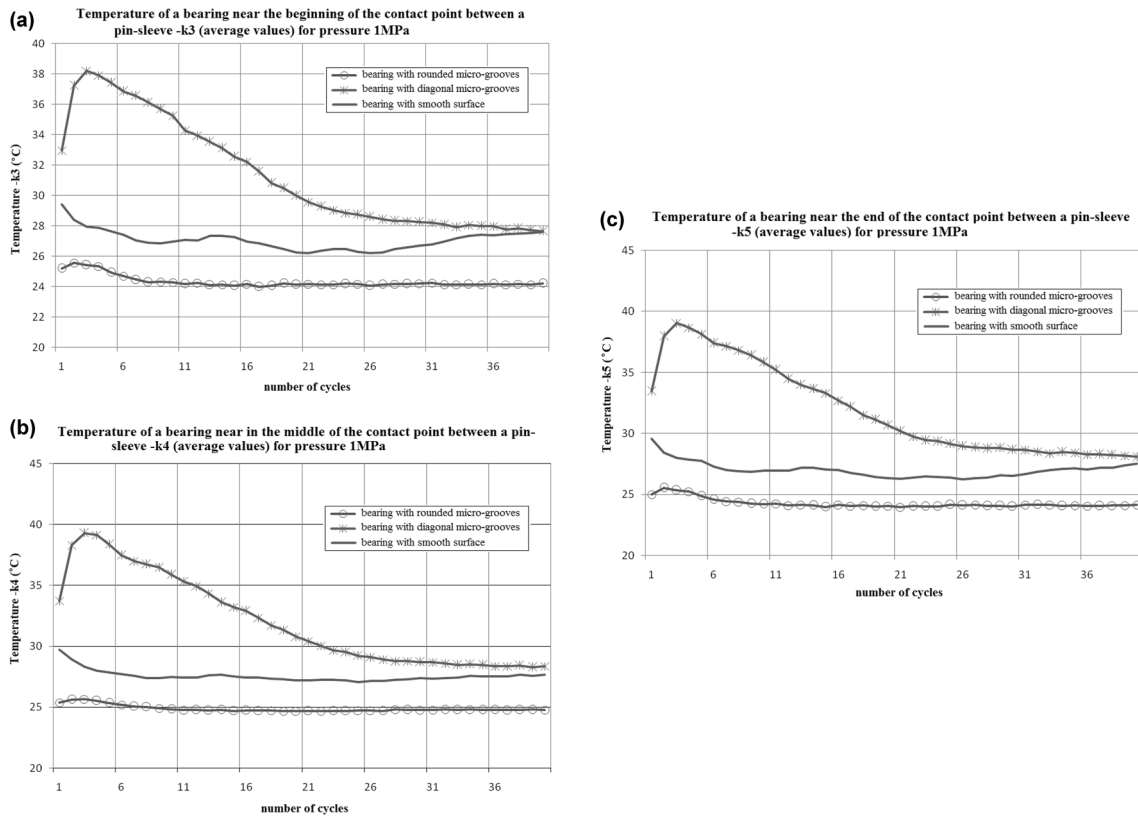 (a)
Temperature of a bearing near the beginning of the contact point between a
pin-sleeve -k3 (average values) for pressure 1MPa
40
38
36
34
32
30
28
26
24
22
20
Temperature -k3 (°C)
bearing with rounded micro-grooves
bearing with diagonal micro-grooves
bearing with smooth surface
1 6 11 16 21 26 31 36
number of cycles
(b)
Temperature of a bearing near in the middle of the contact point between a pin-
sleeve -k4 (average values) for pressure 1MPa
45
40
35
30
25
20
Temperature -k4 (°C)
bearing with rounded micro-grooves
bearing with diagonal micro-grooves
bearing with smooth surface
1 6 11 16 21 26 31 36
number of cycles
(c)
Temperature of a bearing near the end of the contact point between a pin-sleeve
-k5 (average values) for pressure 1MPa
45
40
35
30
25
20
Temperature -k5 (°C)
bearing with rounded micro-grooves
bearing with diagonal micro-grooves
bearing with smooth surface
1 6 11 16 21 26 31 36
number of cycles